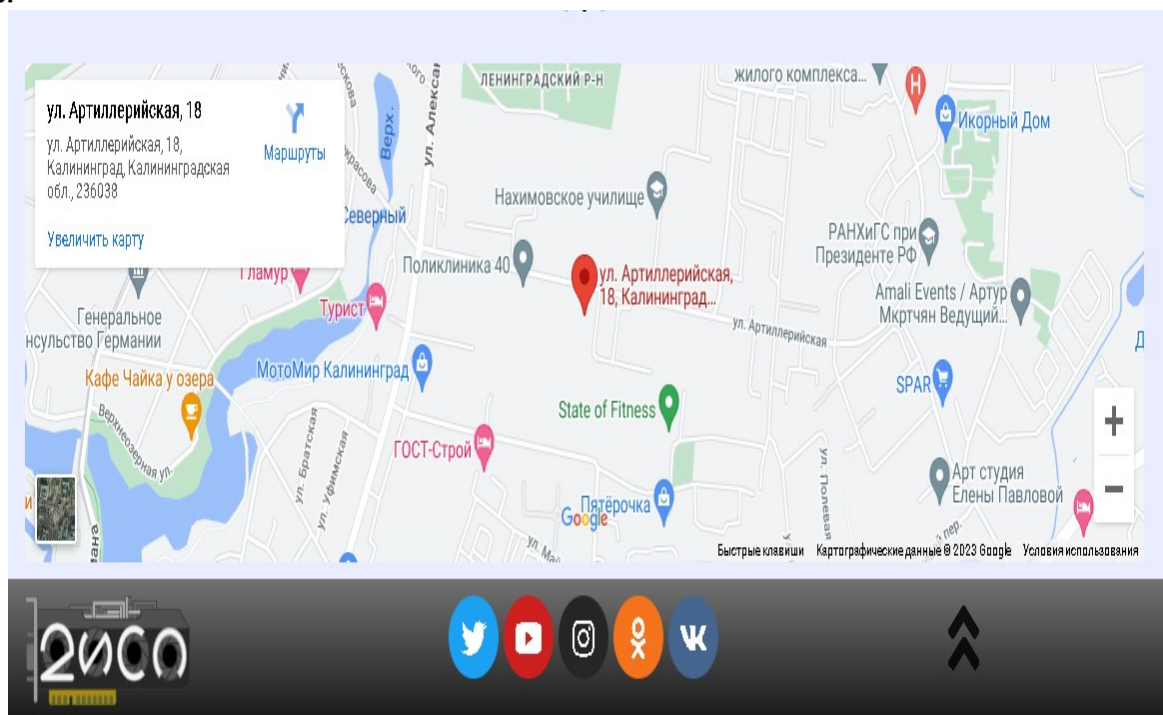 ул. Артиллерийская, 18
ул. Артиллерийская, 18,
Калининград, Калининградская
обл., 236038
Маршруты
Увеличить карту
ЛЕНИНГРАДСКИЙ Р-Н
жилого комплекса...
H
Икорный Дом
Верх.
ул. Алекса
Нахимовское училище
Северный
РАНХиГС при
Президенте РФ
Поликлиника 40
ул. Артиллерийская,
18, Калининград...
Гламур
Турист
Amali Events / Артур
Мкртчян Ведущий...
Генеральное
нсульство Германии
ул. Артиллерийская
МотоМир Калининград
Кафе Чайка у озера
SPAR
State of Fitness
Верхнеозерная ул.
ул. Братская
ул. Уфимская
ГОСТ-Строй
ул. Полевая
Арт студия
Елены Павловой
Пятёрочка
Google
пер.
Быстрые клавиши
Картографические данные © 2023 Google
Условия использования